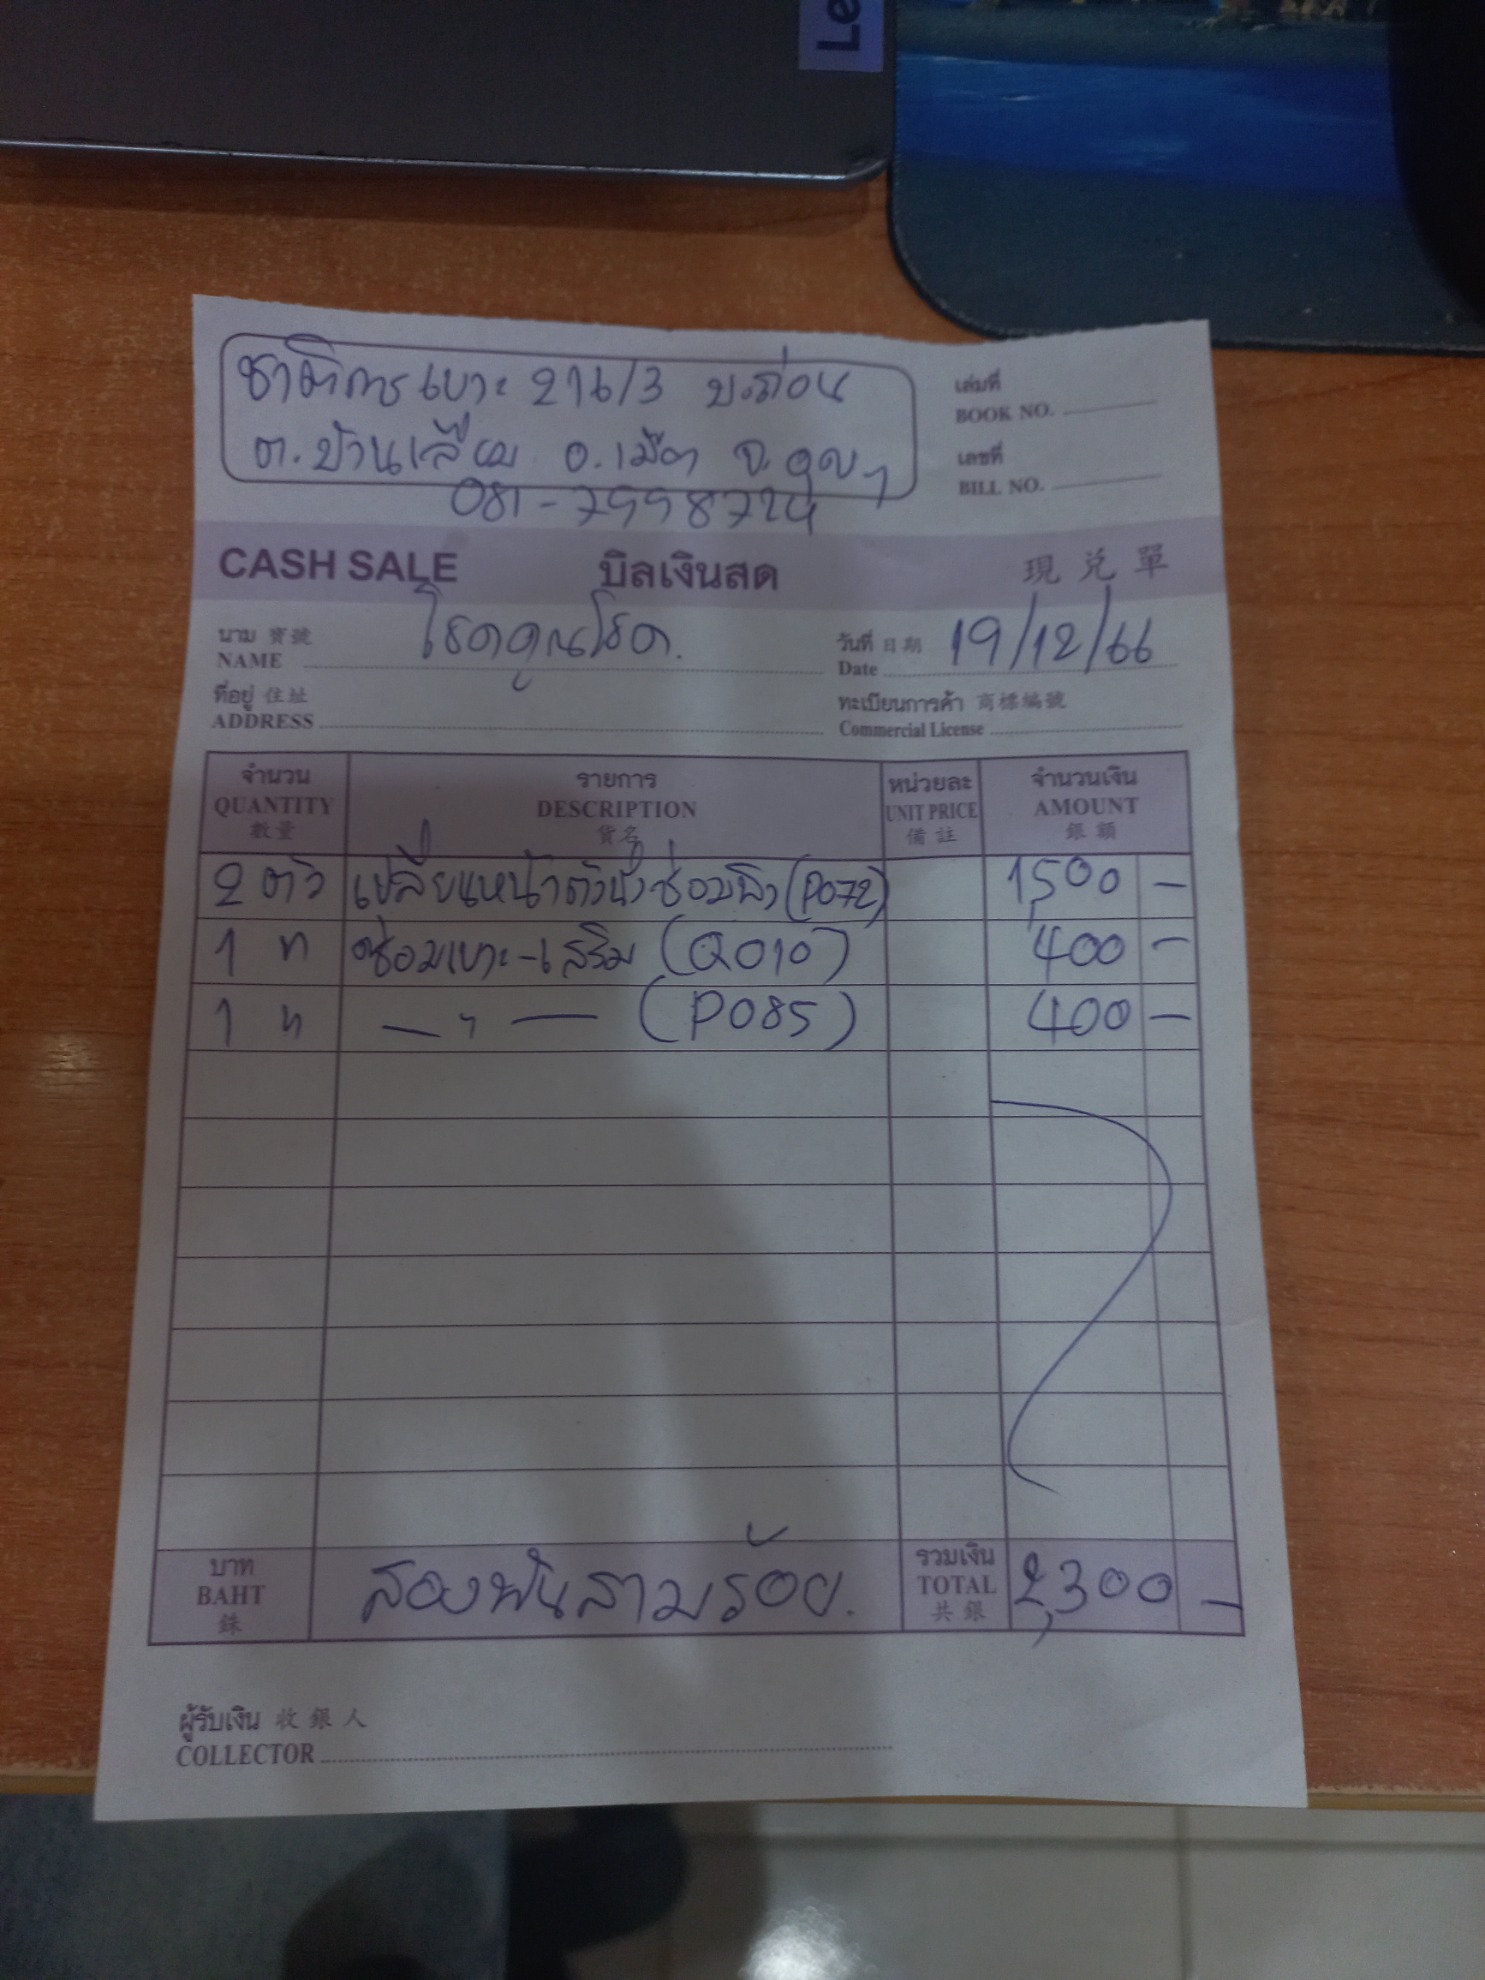 Le
ชาติการเบาะ 216/3 บ.ถ่อน
ต.บ้านเลื่อม อ.เมือง จ.อุดรฯ
081-7998724
เล่มที่
BOOK NO.
เลขที่
BILL NO.
CASH SALE บิลเงินสด 現兑單
นาม 寳號 โชคคูณโชค. วันที่ 日期 19/12/66
NAME Date
ที่อยู่ 住址 ทะเบียนการค้า 商標編號
ADDRESS Commercial License
จำนวน รายการ หน่วยละ จำนวนเงิน
QUANTITY DESCRIPTION UNIT PRICE AMOUNT
數量 貨名 備註 銀額
2 ตัว เปลี่ยนหน้าตัวนั่งซ่อม (P072) 1,500 -
1 " ซ่อมเบาะ-เสริม (Q010) 400 -
1 " — " — (P085) 400 -
บาท สองพันสามร้อย. รวมเงิน 2,300 -
BAHT TOTAL
銖 共銀
ผู้รับเงิน 收銀人
COLLECTOR